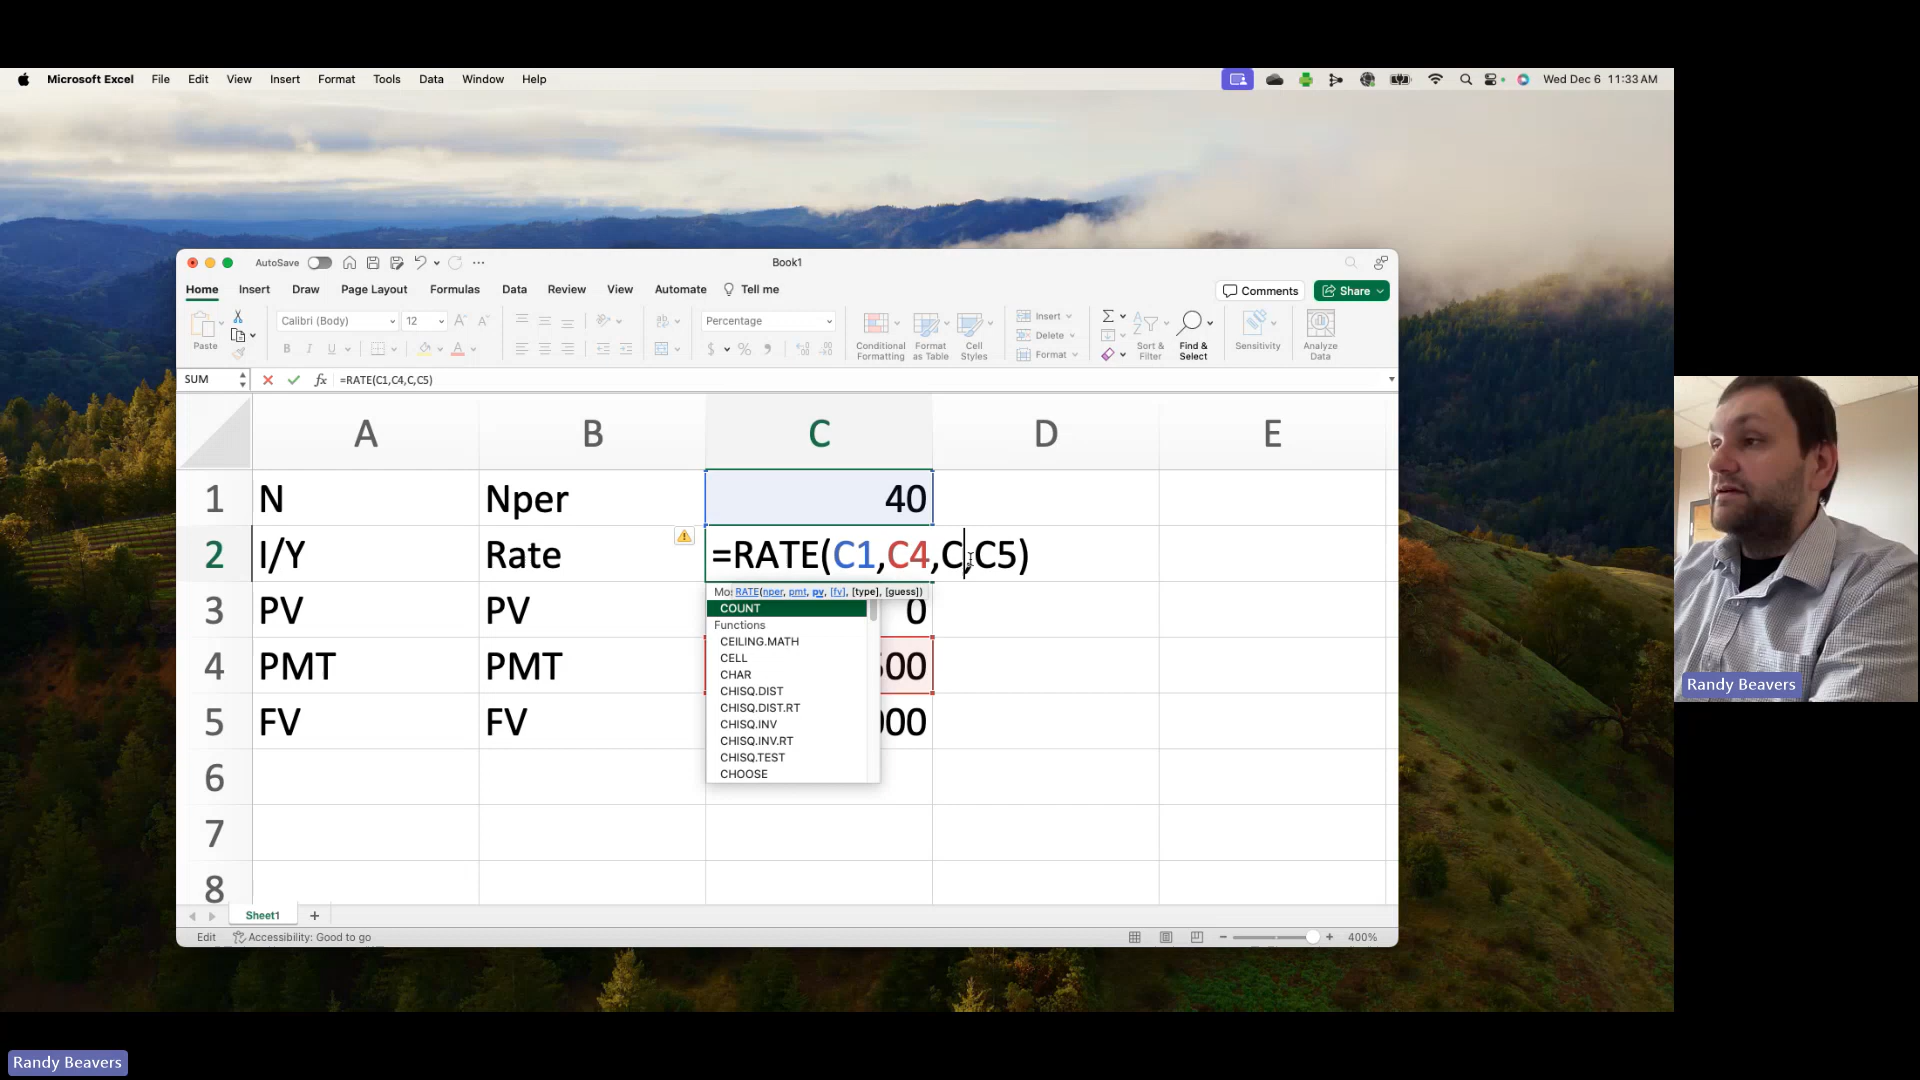 Microsoft Excel File Edit View Insert Format Tools Data Window Help Wed Dec 6 11:33 AM
AutoSave Book1
Home Insert Draw Page Layout Formulas Data Review View Automate Tell me Comments Share
Paste Calibri (Body) 12 Percentage Conditional Formatting Format as Table Cell Styles Insert Delete Format Sort & Filter Find & Select Sensitivity Analyze Data
B I U A $ % 9
SUM fx =RATE(C1,C4,C,C5)
A B C D E
1 N Nper 40
2 I/Y Rate =RATE(C1,C4,C,C5)
Mos RATE(nper, pmt, pv, [fv], [type], [guess])
COUNT
3 PV PV 0
Functions
CEILING.MATH
CELL
4 PMT PMT 00
CHAR
CHISQ.DIST
CHISQ.DIST.RT
5 FV FV 00
CHISQ.INV
CHISQ.INV.RT
CHISQ.TEST
CHOOSE
6
7
8
Sheet1
Edit Accessibility: Good to go 400%
Randy Beavers
Randy Beavers